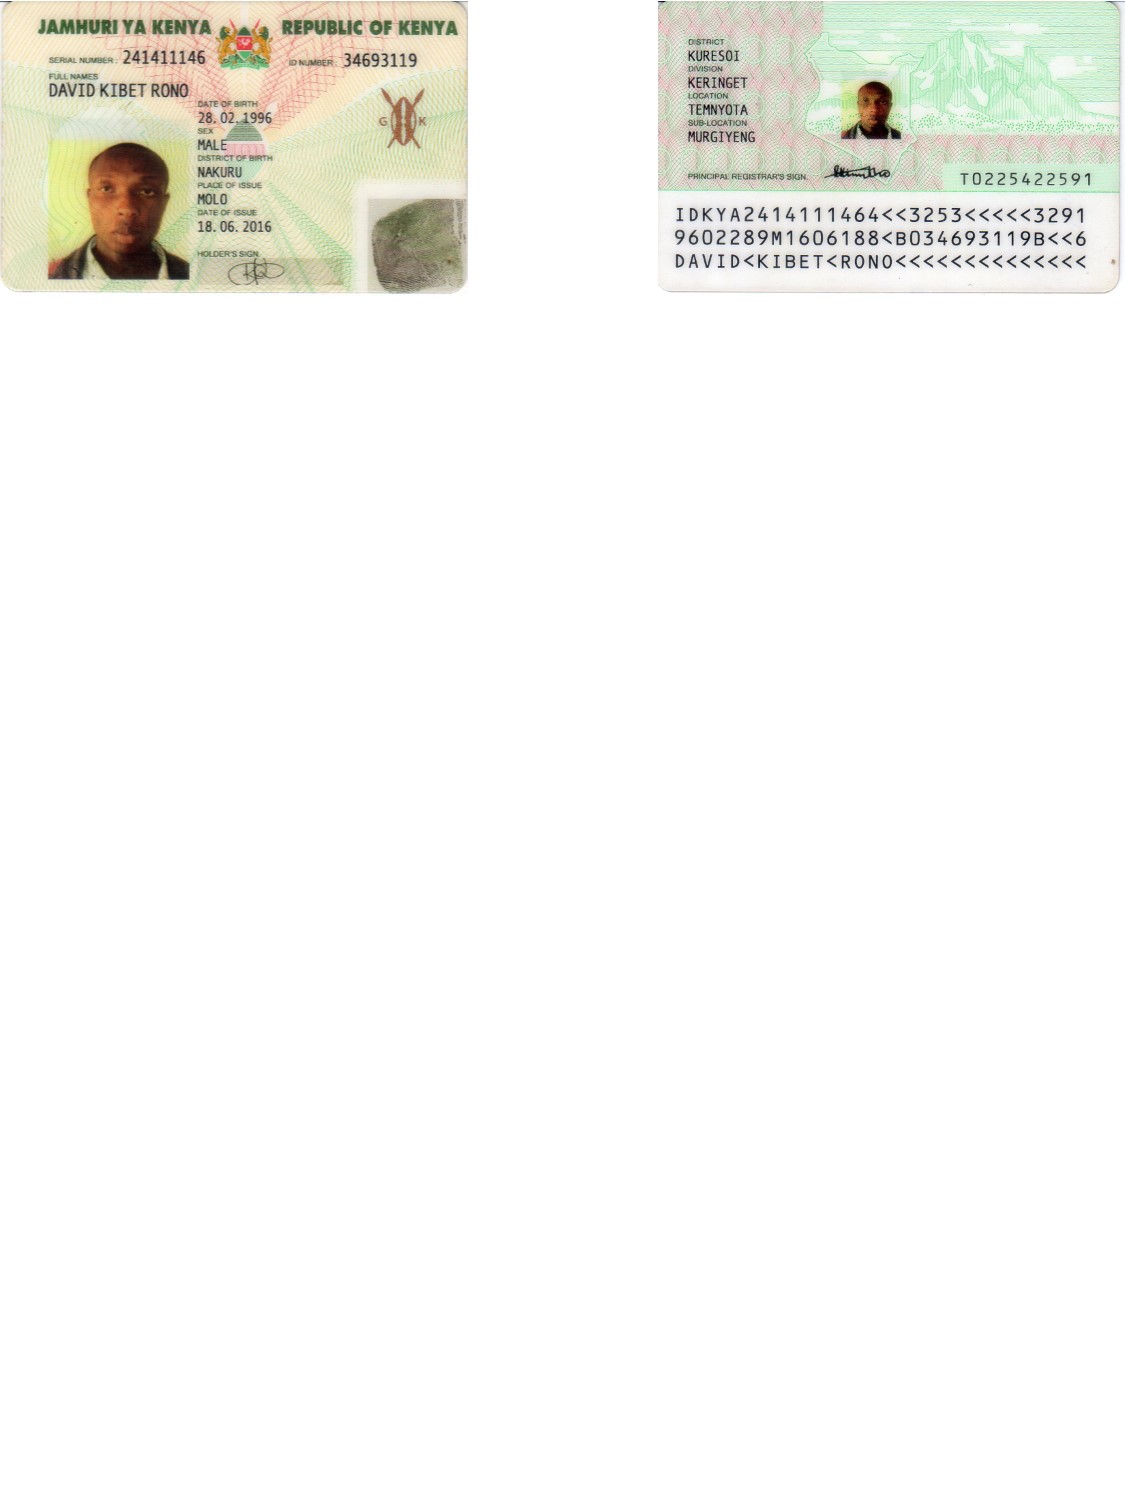 JAMHURI YA KENYA REPUBLIC OF KENYA
SERIAL NUMBER: 241411146 ID NUMBER: 34693119
FULL NAMES
DAVID KIBET RONO
DATE OF BIRTH
28.02.1996
SEX
MALE
DISTRICT OF BIRTH
NAKURU
PLACE OF ISSUE
MOLO
DATE OF ISSUE
18.06.2016
HOLDER'S SIGN.
G K
DISTRICT
KURESOI
DIVISION
KERINGET
LOCATION
TEMNYOTA
SUB-LOCATION
MURGIYENG
PRINCIPAL REGISTRAR'S SIGN.
T0225422591
IDKYA2414111464<<3253<<<<<3291
9602289M1606188<B034693119B<<6
DAVID<KIBET<RONO<<<<<<<<<<<<<<